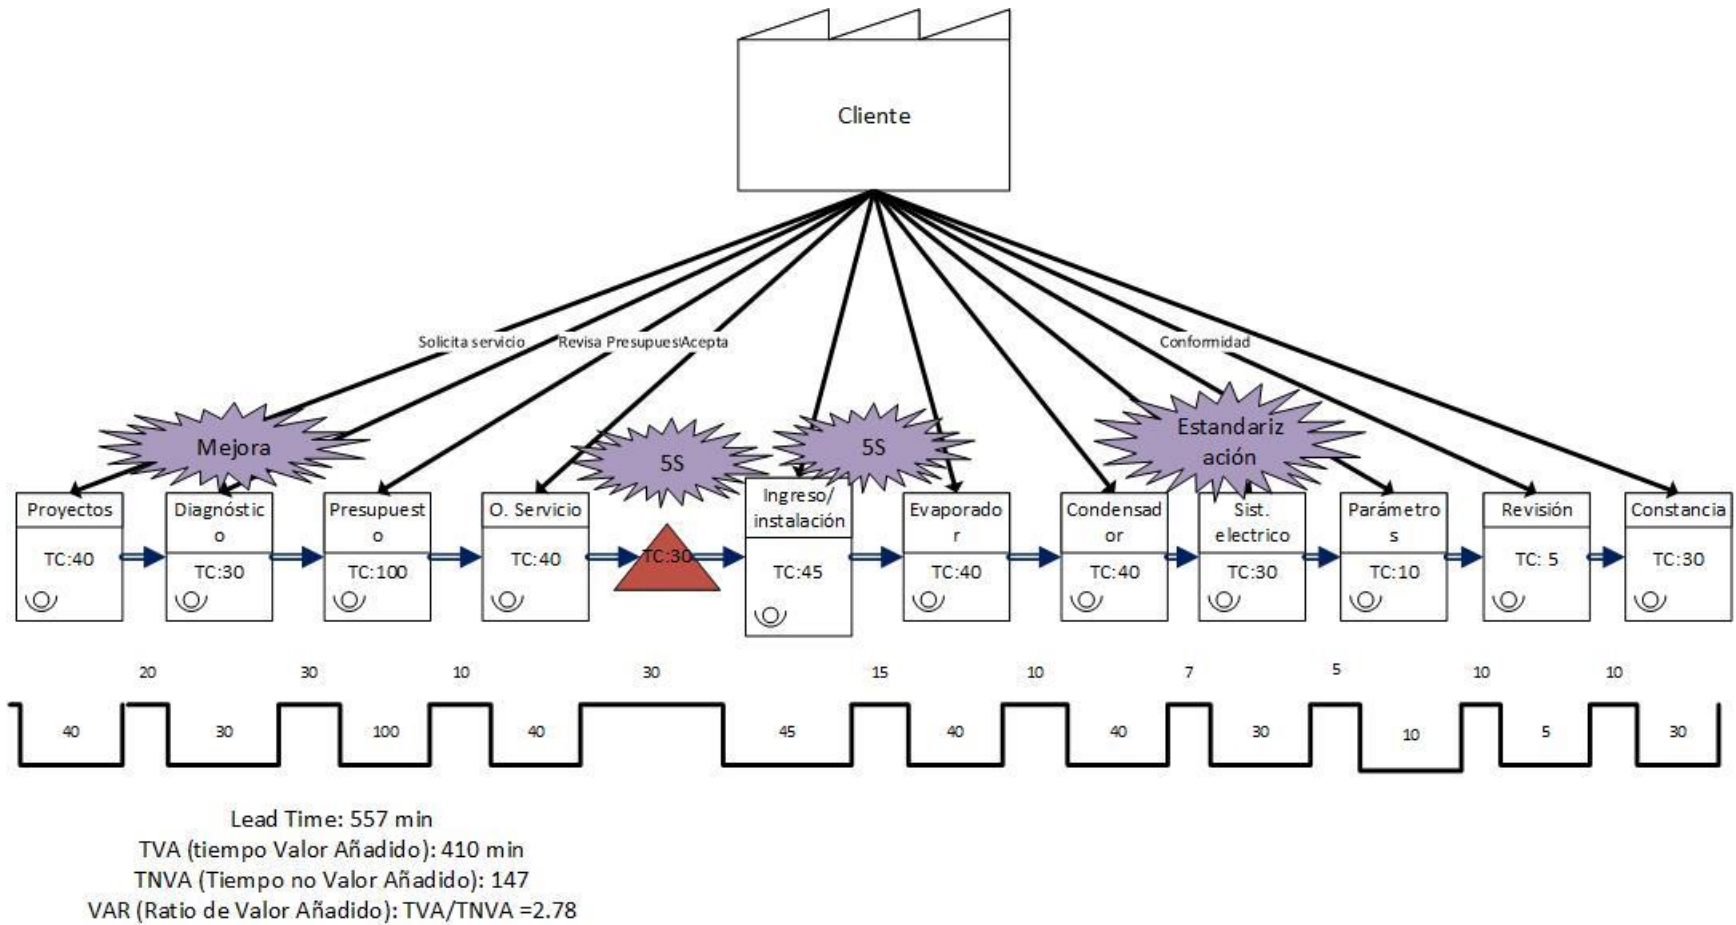 Cliente
Solicita servicio
Revisa Presupues
Acepta
Conformidad
Mejora
5S
5S
Estandariz
ación
Proyectos
TC:40
Diagnóstic
o
TC:30
Presupuest
o
TC:100
O. Servicio
TC:40
TC:30
Ingreso/
instalación
TC:45
Evaporado
r
TC:40
Condensad
or
TC:40
Sist.
electrico
TC:30
Parámetro
s
TC:10
Revisión
TC: 5
Constancia
TC:30
20 30 10 30 15 10 7 5 10 10
40 30 100 40 45 40 40 30 10 5 30
Lead Time: 557 min
TVA (tiempo Valor Añadido): 410 min
TNVA (Tiempo no Valor Añadido): 147
VAR (Ratio de Valor Añadido): TVA/TNVA =2.78